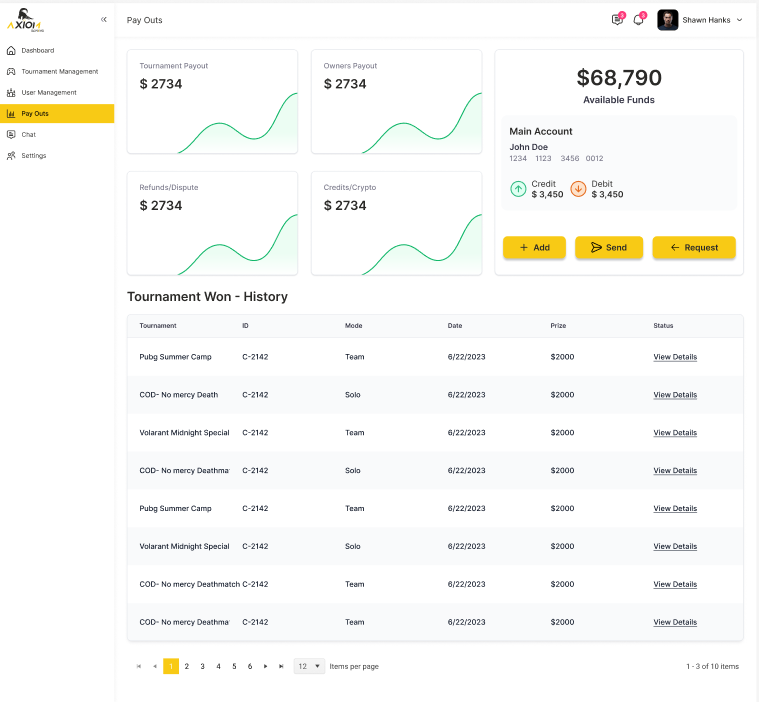 AXIOM
GAMING
Pay Outs
3
3
Shawn Hanks
Dashboard
Tournament Management
User Management
Pay Outs
Chat
Settings
Tournament Payout
$ 2734
Owners Payout
$ 2734
Refunds/Dispute
$ 2734
Credits/Crypto
$ 2734
$68,790
Available Funds
Main Account
John Doe
1234 1123 3456 0012
Credit
$ 3,450
Debit
$ 3,450
Add
Send
Request
Tournament Won - History
Tournament ID Mode Date Prize Status
Pubg Summer Camp C-2142 Team 6/22/2023 $2000 View Details
COD- No mercy Death C-2142 Solo 6/22/2023 $2000 View Details
Volarant Midnight Special C-2142 Team 6/22/2023 $2000 View Details
COD- No mercy Deathma C-2142 Solo 6/22/2023 $2000 View Details
Pubg Summer Camp C-2142 Team 6/22/2023 $2000 View Details
Volarant Midnight Special C-2142 Solo 6/22/2023 $2000 View Details
COD- No mercy Deathmatch C-2142 Team 6/22/2023 $2000 View Details
COD- No mercy Deathma C-2142 Team 6/22/2023 $2000 View Details
1 2 3 4 5 6 12 Items per page 1 - 3 of 10 items